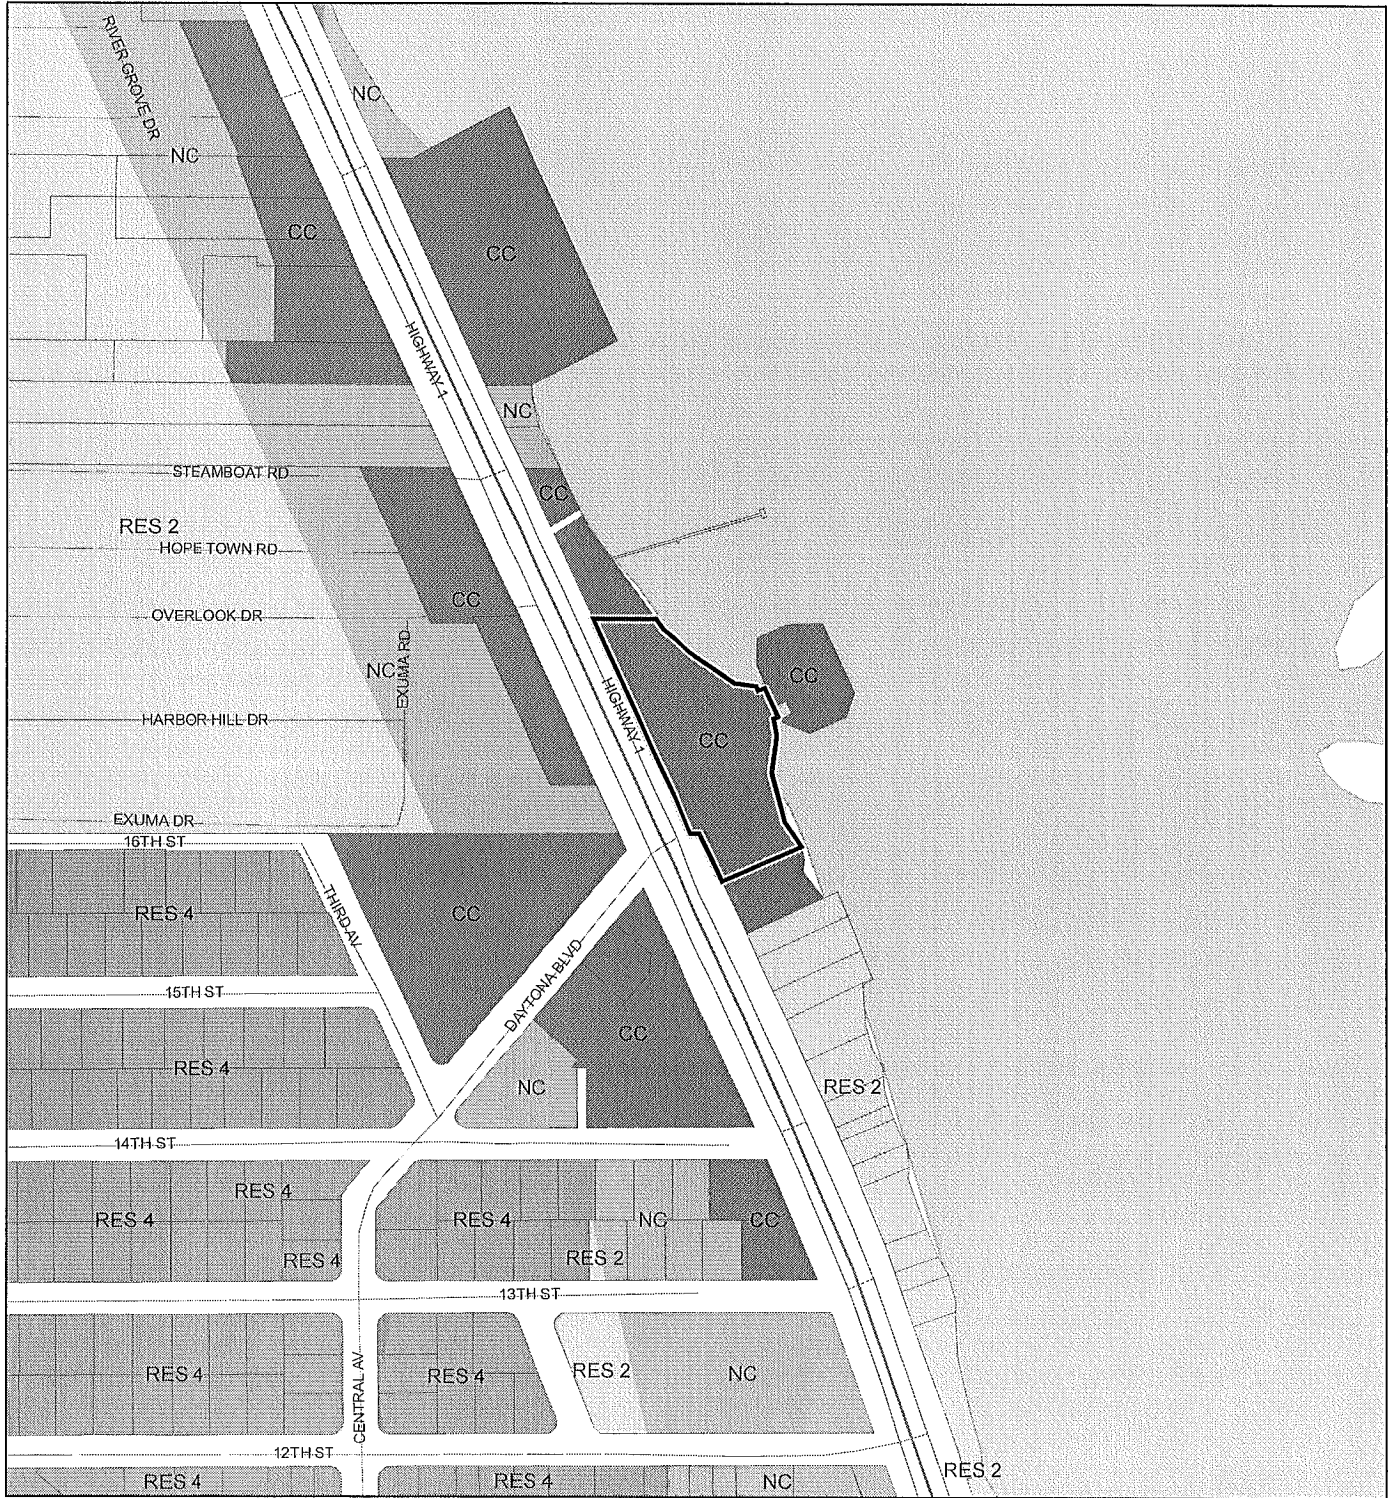 RIVER GROVE DR
NC
NC
CC
CC
HIGHWAY 1
NC
STEAMBOAT RD
CC
RES 2
HOPE TOWN RD
CC
OVERLOOK DR
NC
EXUMA RD
CC
HIGHWAY 1
HARBOR HILL DR
CC
EXUMA DR
16TH ST
THIRD AV
RES 4
CC
DAYTONA BLVD
15TH ST
CC
RES 4
NC
RES 2
14TH ST
RES 4
RES 4
RES 4
NC
CC
RES 4
RES 2
13TH ST
RES 4
CENTRAL AV
RES 4
RES 2
NC
12TH ST
RES 2
RES 4
RES 4
NC